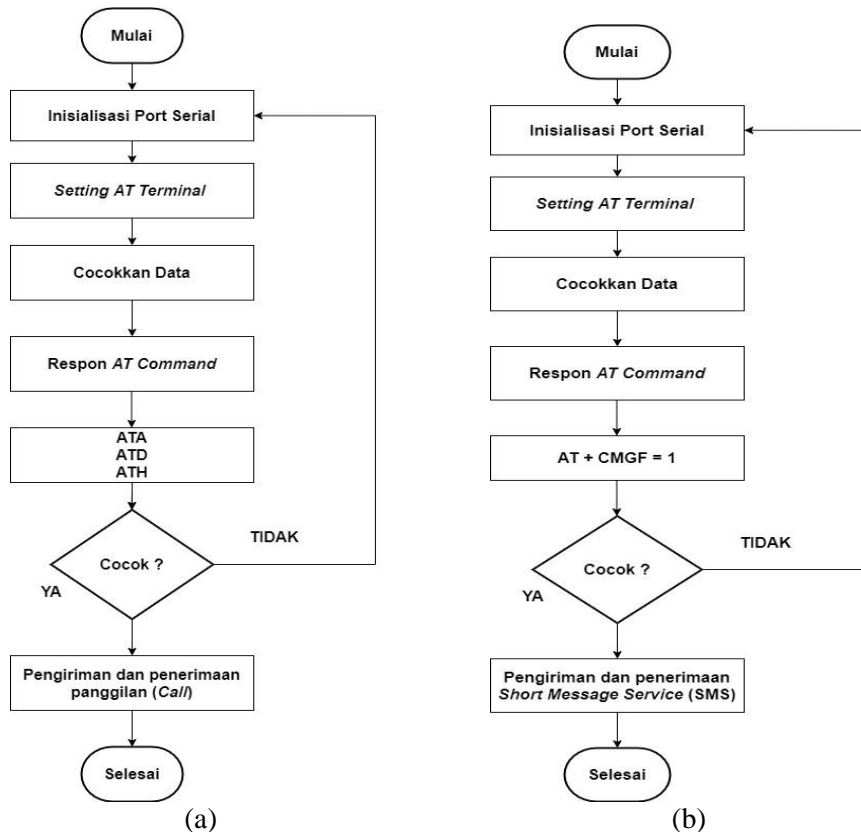 Mulai
Inisialisasi Port Serial
Setting AT Terminal
Cocokkan Data
Respon AT Command
ATA
ATD
ATH
Cocok ?
TIDAK
YA
Pengiriman dan penerimaan
panggilan (Call)
Selesai
(a)
Mulai
Inisialisasi Port Serial
Setting AT Terminal
Cocokkan Data
Respon AT Command
AT + CMGF = 1
Cocok ?
TIDAK
YA
Pengiriman dan penerimaan
Short Message Service (SMS)
Selesai
(b)